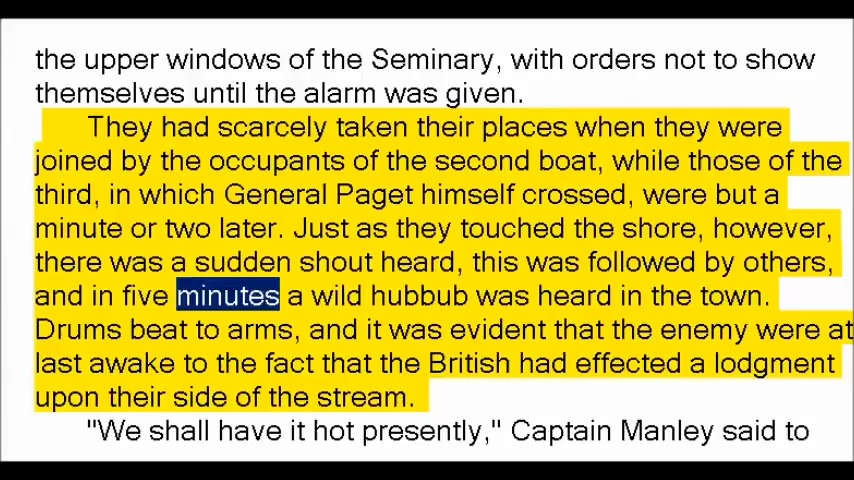 the upper windows of the Seminary, with orders not to show
themselves until the alarm was given.
They had scarcely taken their places when they were
joined by the occupants of the second boat, while those of the
third, in which General Paget himself crossed, were but a
minute or two later. Just as they touched the shore, however,
there was a sudden shout heard, this was followed by others,
and in five minutes a wild hubbub was heard in the town.
Drums beat to arms, and it was evident that the enemy were at
last awake to the fact that the British had effected a lodgment
upon their side of the stream.
"We shall have it hot presently," Captain Manley said to